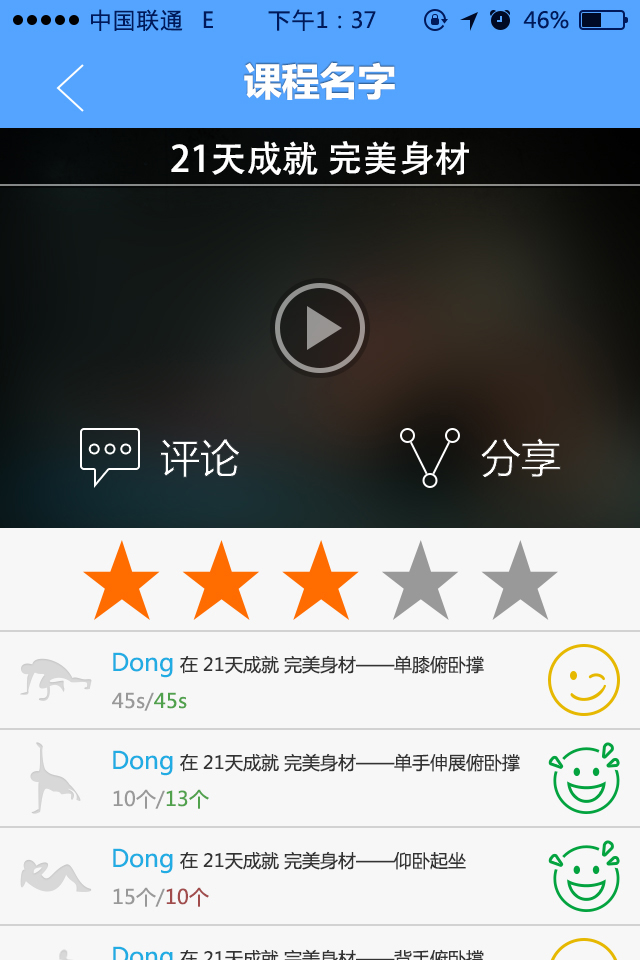 中国联通 E 下午1：37 46%
课程名字
21天成就 完美身材
评论 分享
Dong 在 21天成就 完美身材——单膝俯卧撑
45s/45s
Dong 在 21天成就 完美身材——单手伸展俯卧撑
10个/13个
Dong 在 21天成就 完美身材——仰卧起坐
15个/10个
Dong 在 21天成就 完美身材——背手俯卧撑